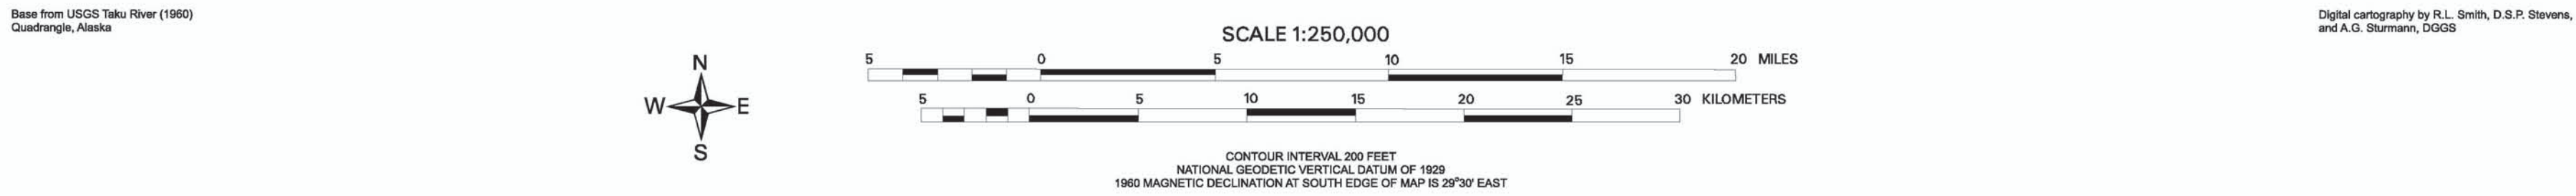 Base from USGS Taku River (1960)
Quadrangle, Alaska
Digital cartography by R.L. Smith, D.S.P. Stevens,
and A.G. Sturmann, DGGS
SCALE 1:250,000
5 0 5 10 15 20 MILES
5 0 5 10 15 20 25 30 KILOMETERS
N
W E
S
CONTOUR INTERVAL 200 FEET
NATIONAL GEODETIC VERTICAL DATUM OF 1929
1960 MAGNETIC DECLINATION AT SOUTH EDGE OF MAP IS 29°30' EAST